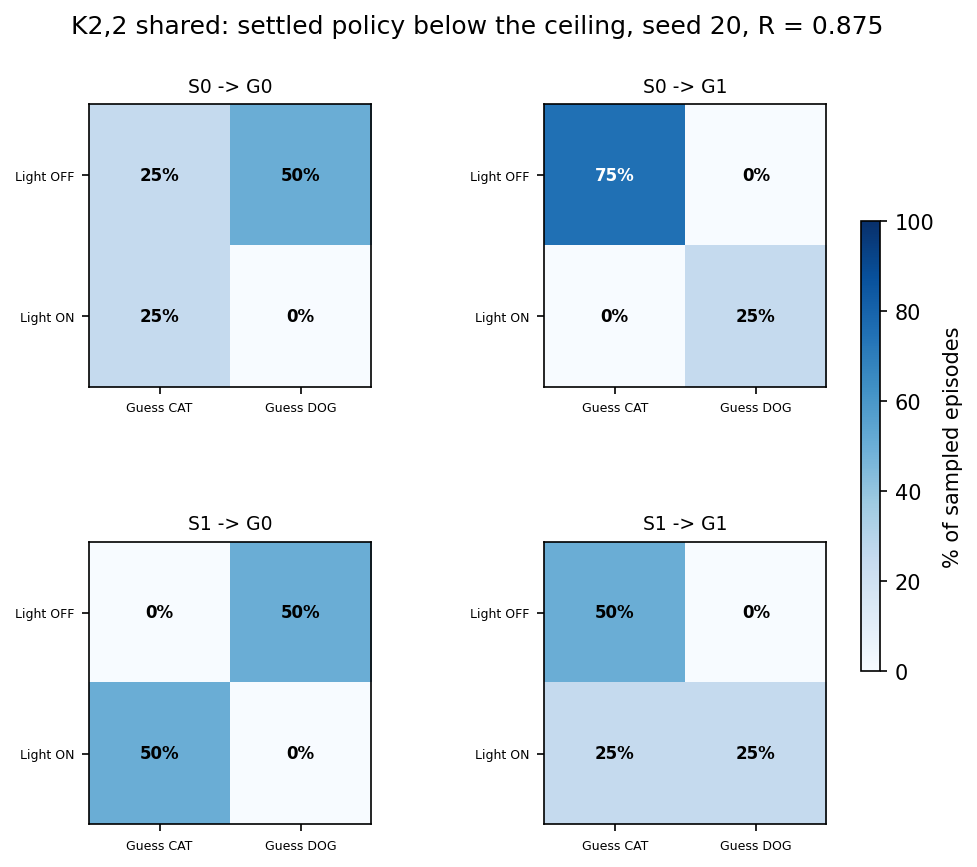 K2,2 shared: settled policy below the ceiling, seed 20, R = 0.875
S0 -> G0
Light OFF
25%
50%
Light ON
25%
0%
Guess CAT
Guess DOG
S0 -> G1
Light OFF
75%
0%
Light ON
0%
25%
Guess CAT
Guess DOG
S1 -> G0
Light OFF
0%
50%
Light ON
50%
0%
Guess CAT
Guess DOG
S1 -> G1
Light OFF
50%
0%
Light ON
25%
25%
Guess CAT
Guess DOG
100
80
60
40
20
0
% of sampled episodes